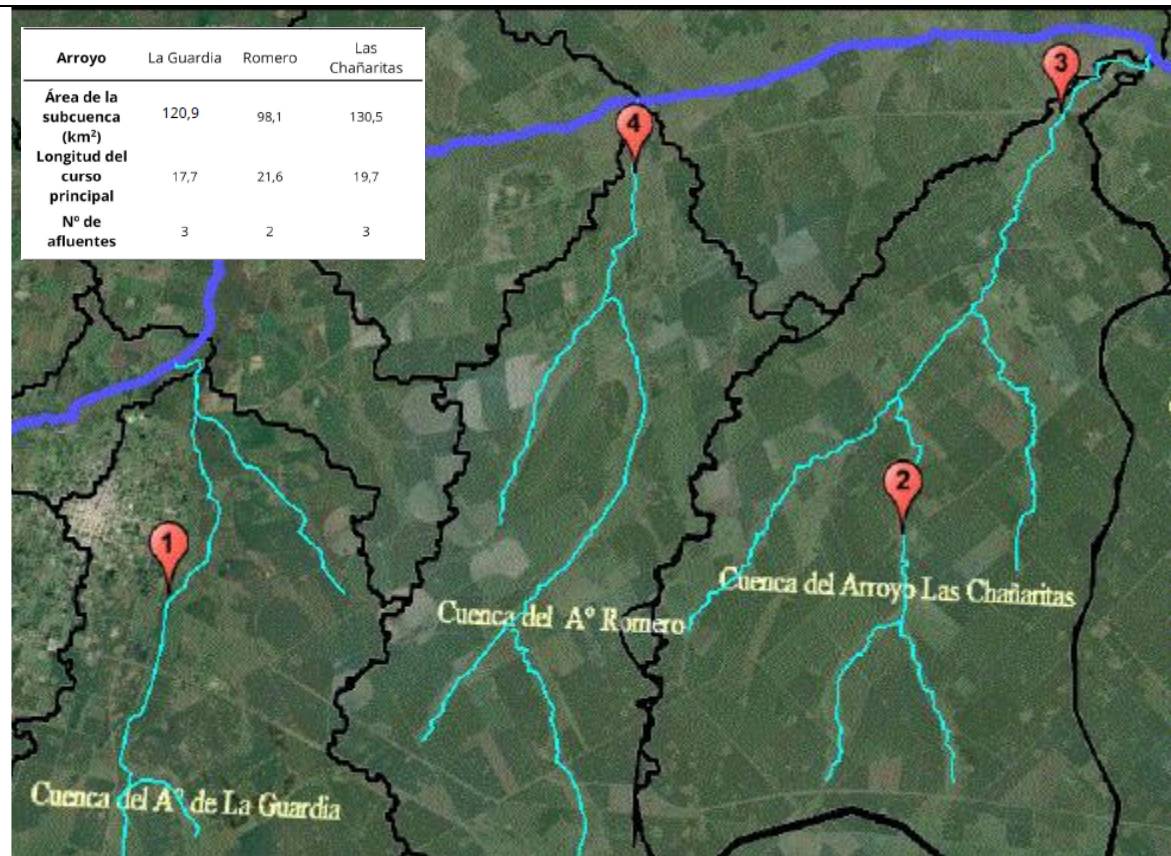 Arroyo La Guardia Romero Las Chañaritas
Área de la subcuenca (km²) 120,9 98,1 130,5
Longitud del curso principal 17,7 21,6 19,7
Nº de afluentes 3 2 3
3
4
2
1
Cuenca del Arroyo Las Chañaritas
Cuenca del Aº Romero
Cuenca del Aº de La Guardia